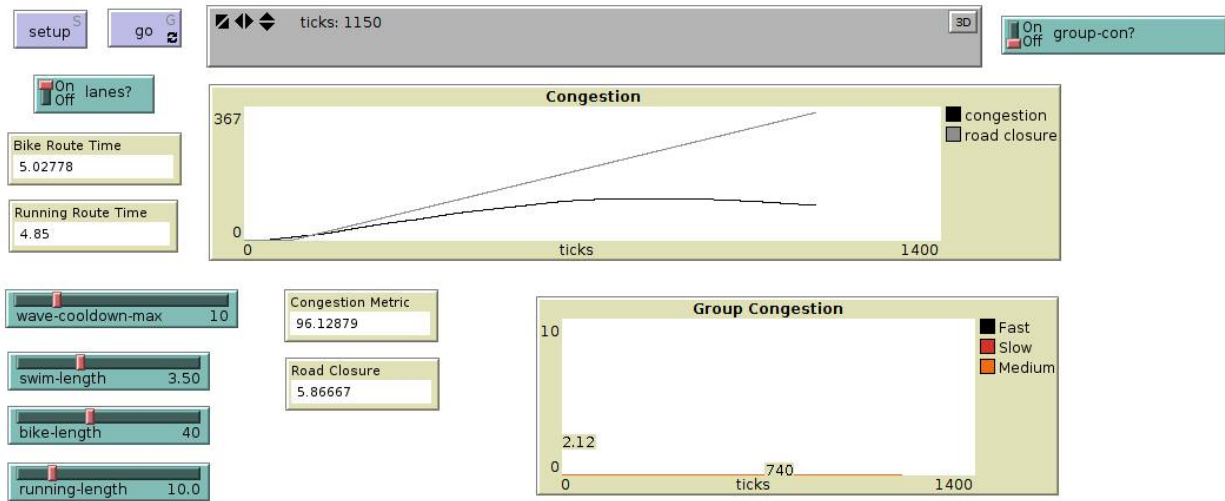 setup S
go G
ticks: 1150
3D
On
Off
group-con?
On
Off
lanes?
Bike Route Time
5.02778
Running Route Time
4.85
Congestion
367
0
0
ticks
1400
congestion
road closure
wave-cooldown-max 10
swim-length 3.50
bike-length 40
running-length 10.0
Congestion Metric
96.12879
Road Closure
5.86667
Group Congestion
10
2.12
0
740
0
ticks
1400
Fast
Slow
Medium